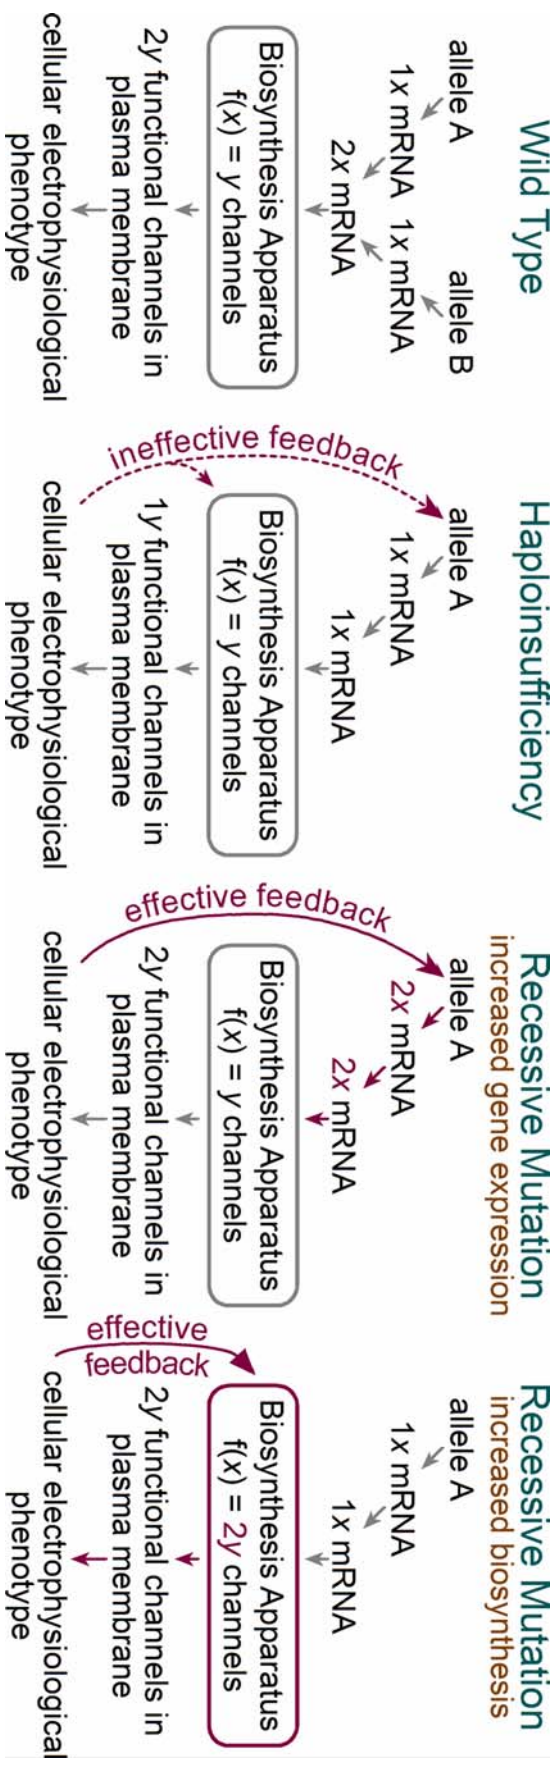 Wild Type
allele A
allele B
1x mRNA
1x mRNA
2x mRNA
Biosynthesis Apparatus
f(x) = y channels
2y functional channels in
plasma membrane
cellular electrophysiological
phenotype
Haploinsufficiency
allele A
1x mRNA
1x mRNA
Biosynthesis Apparatus
f(x) = y channels
1y functional channels in
plasma membrane
cellular electrophysiological
phenotype
ineffective feedback
Recessive Mutation
increased gene expression
allele A
2x mRNA
2x mRNA
Biosynthesis Apparatus
f(x) = y channels
2y functional channels in
plasma membrane
cellular electrophysiological
phenotype
effective feedback
Recessive Mutation
increased biosynthesis
allele A
1x mRNA
1x mRNA
Biosynthesis Apparatus
f(x) = 2y channels
2y functional channels in
plasma membrane
cellular electrophysiological
phenotype
effective
feedback